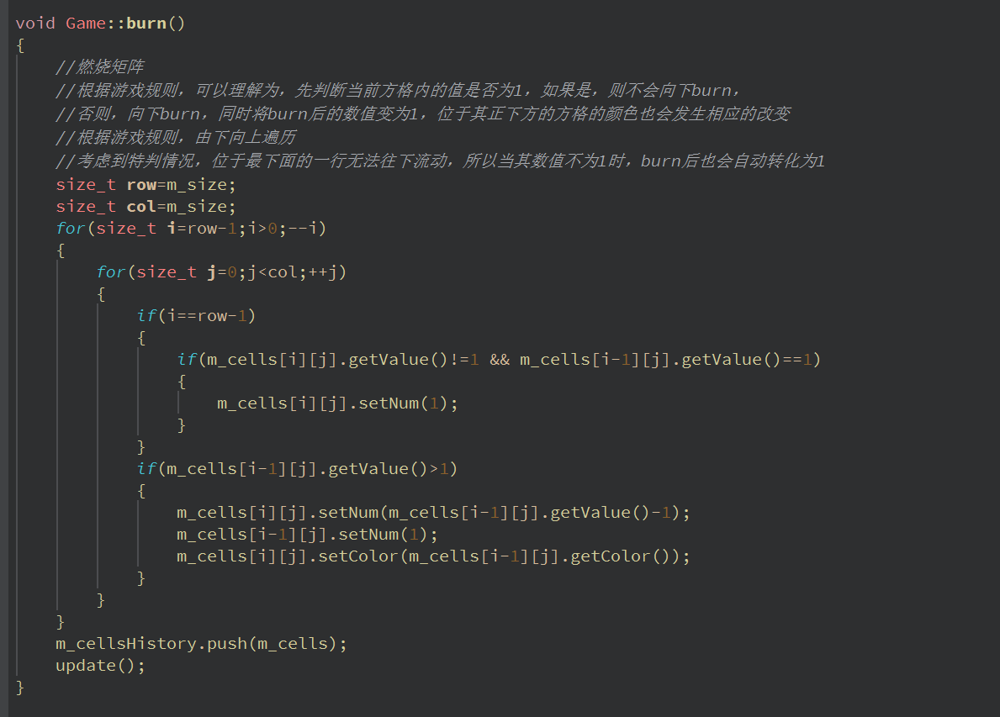 void Game::burn()
{
    //燃烧矩阵
    //根据游戏规则，可以理解为，先判断当前方格内的值是否为1，如果是，则不会向下burn，
    //否则，向下burn，同时将burn后的数值变为1，位于其正下方的方格的颜色也会发生相应的改变
    //根据游戏规则，由下向上遍历
    //考虑到特判情况，位于最下面的一行无法往下流动，所以当其数值不为1时，burn后也会自动转化为1
    size_t row=m_size;
    size_t col=m_size;
    for(size_t i=row-1;i>0;--i)
    {
        for(size_t j=0;j<col;++j)
        {
            if(i==row-1)
            {
                if(m_cells[i][j].getValue()!=1 && m_cells[i-1][j].getValue()==1)
                {
                    m_cells[i][j].setNum(1);
                }
            }
            if(m_cells[i-1][j].getValue()>1)
            {
                m_cells[i][j].setNum(m_cells[i-1][j].getValue()-1);
                m_cells[i-1][j].setNum(1);
                m_cells[i][j].setColor(m_cells[i-1][j].getColor());
            }
        }
    }
    m_cellsHistory.push(m_cells);
    update();
}